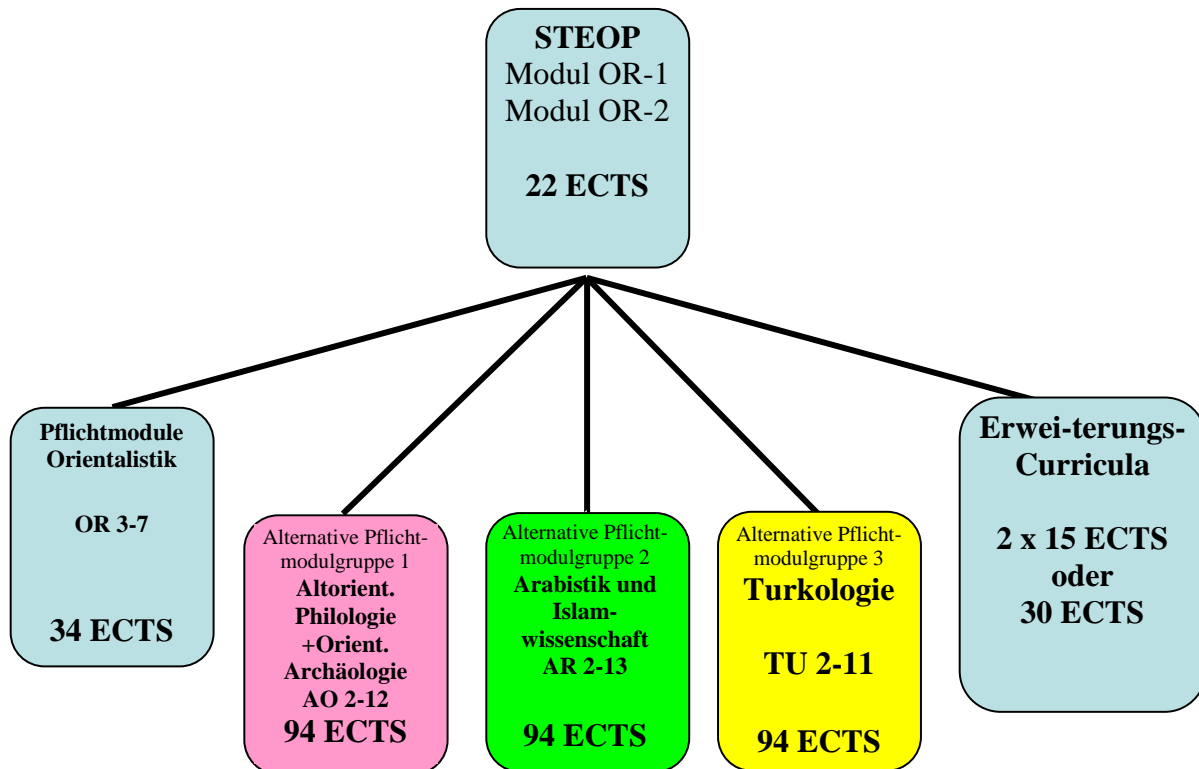 STEOP
Modul OR-1
Modul OR-2
22 ECTS
Pflichtmodule
Orientalistik
OR 3-7
34 ECTS
Alternative Pflicht-
modulgruppe 1
Altorient.
Philologie
+Orient.
Archäologie
AO 2-12
94 ECTS
Alternative Pflicht-
modulgruppe 2
Arabistik und
Islam-
wissenschaft
AR 2-13
94 ECTS
Alternative Pflicht-
modulgruppe 3
Turkologie
TU 2-11
94 ECTS
Erwei-terungs-
Curricula
2 x 15 ECTS
oder
30 ECTS